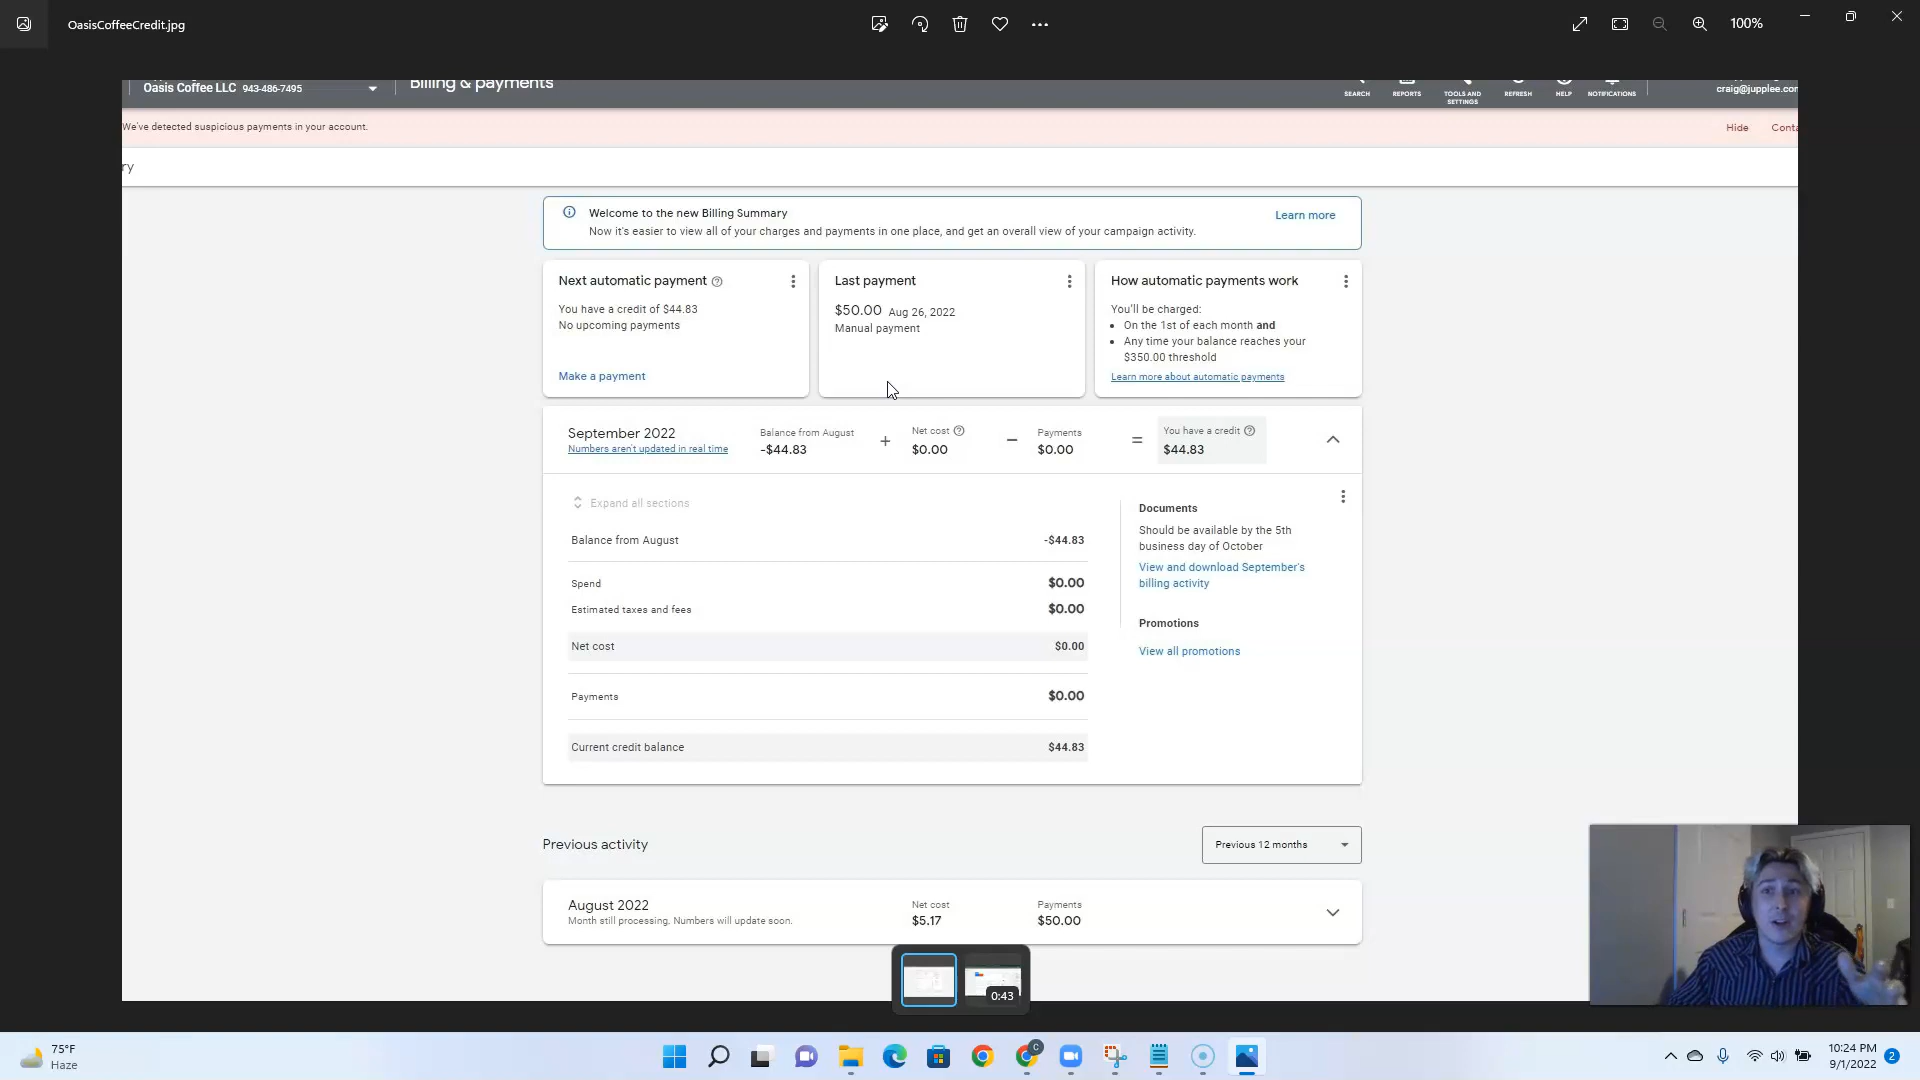 OasisCoffeeCredit.jpg
100%
Oasis Coffee LLC 943-486-7495
Billing & payments
SEARCH
REPORTS
TOOLS AND
SETTINGS
REFRESH
HELP
NOTIFICATIONS
craig@jupplee.com
We've detected suspicious payments in your account.
Hide
Conta
ry
Welcome to the new Billing Summary
Now it's easier to view all of your charges and payments in one place, and get an overall view of your campaign activity.
Learn more
Next automatic payment
You have a credit of $44.83
No upcoming payments
Make a payment
Last payment
$50.00 Aug 26, 2022
Manual payment
How automatic payments work
You'll be charged:
• On the 1st of each month and
• Any time your balance reaches your
$350.00 threshold
Learn more about automatic payments
September 2022
Numbers aren't updated in real time
Balance from August
-$44.83
+
Net cost
$0.00
−
Payments
$0.00
=
You have a credit
$44.83
Expand all sections
Balance from August -$44.83
Spend $0.00
Estimated taxes and fees $0.00
Net cost $0.00
Payments $0.00
Current credit balance $44.83
Documents
Should be available by the 5th
business day of October
View and download September's
billing activity
Promotions
View all promotions
Previous activity
Previous 12 months
August 2022
Month still processing. Numbers will update soon.
Net cost
$5.17
Payments
$50.00
0:43
75°F
Haze
C
10:24 PM
9/1/2022
2